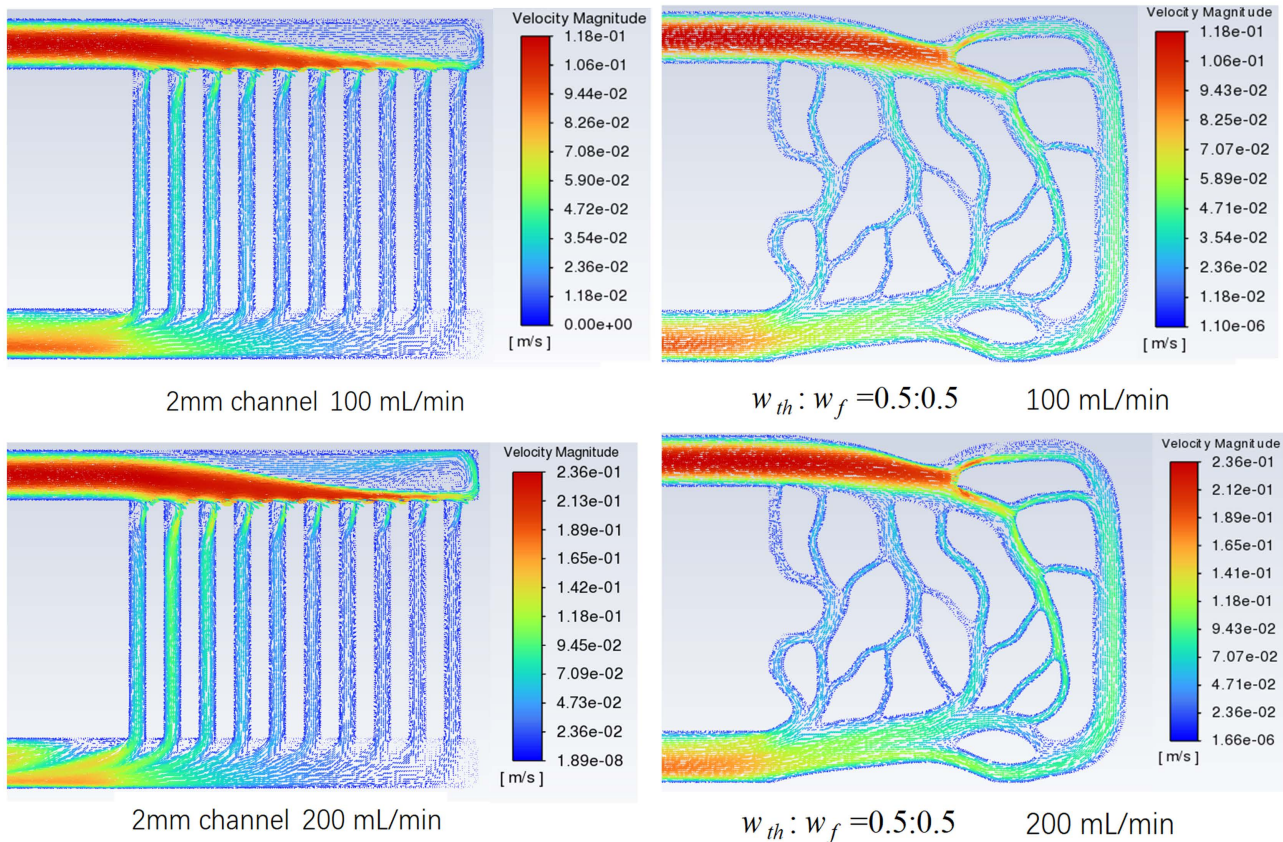 Velocity Magnitude
1.18e-01
9.44e-02
8.26e-02
7.08e-02
5.90e-02
4.72e-02
3.54e-02
2.36e-02
1.18e-02
0.00e+00
[ m/s ]
2mm channel 100 mL/min
Velocity Magnitude
1.18e-01
9.43e-02
8.25e-02
7.07e-02
5.89e-02
4.71e-02
3.54e-02
2.36e-02
1.18e-02
1.10e-06
[ m/s ]
w_th : w_f =0.5:0.5 100 mL/min
Velocity Magnitude
2.36e-01
2.13e-01
1.89e-01
1.65e-01
1.42e-01
1.18e-01
9.45e-02
7.09e-02
4.73e-02
2.36e-02
1.89e-08
[ m/s ]
2mm channel 200 mL/min
Velocity Magnitude
2.36e-01
2.12e-01
1.89e-01
1.65e-01
1.41e-01
1.18e-01
9.43e-02
7.07e-02
4.71e-02
2.36e-02
1.66e-06
[ m/s ]
w_th : w_f =0.5:0.5 200 mL/min